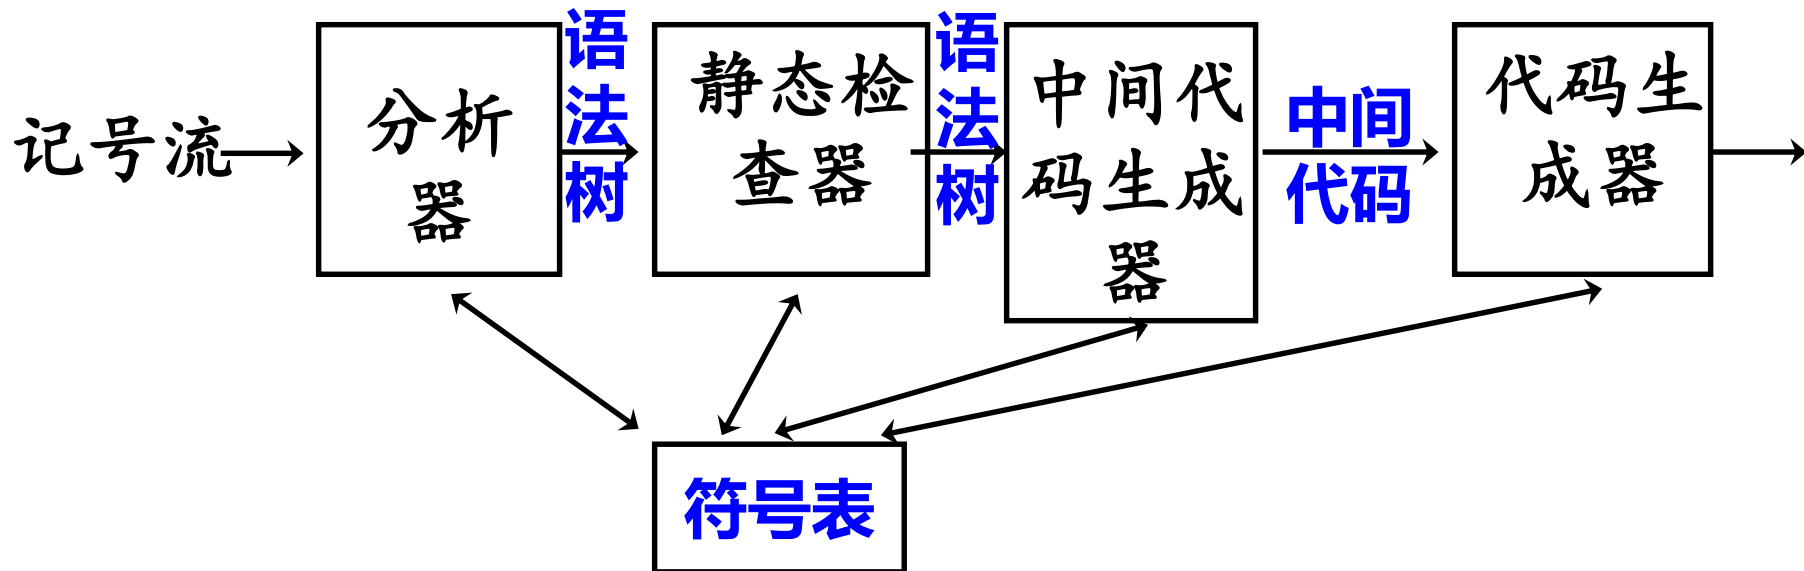 记号流
分析
器
语
法
树
静态检
查器
语
法
树
中间代
码生成
器
中间
代码
代码生
成器
符号表